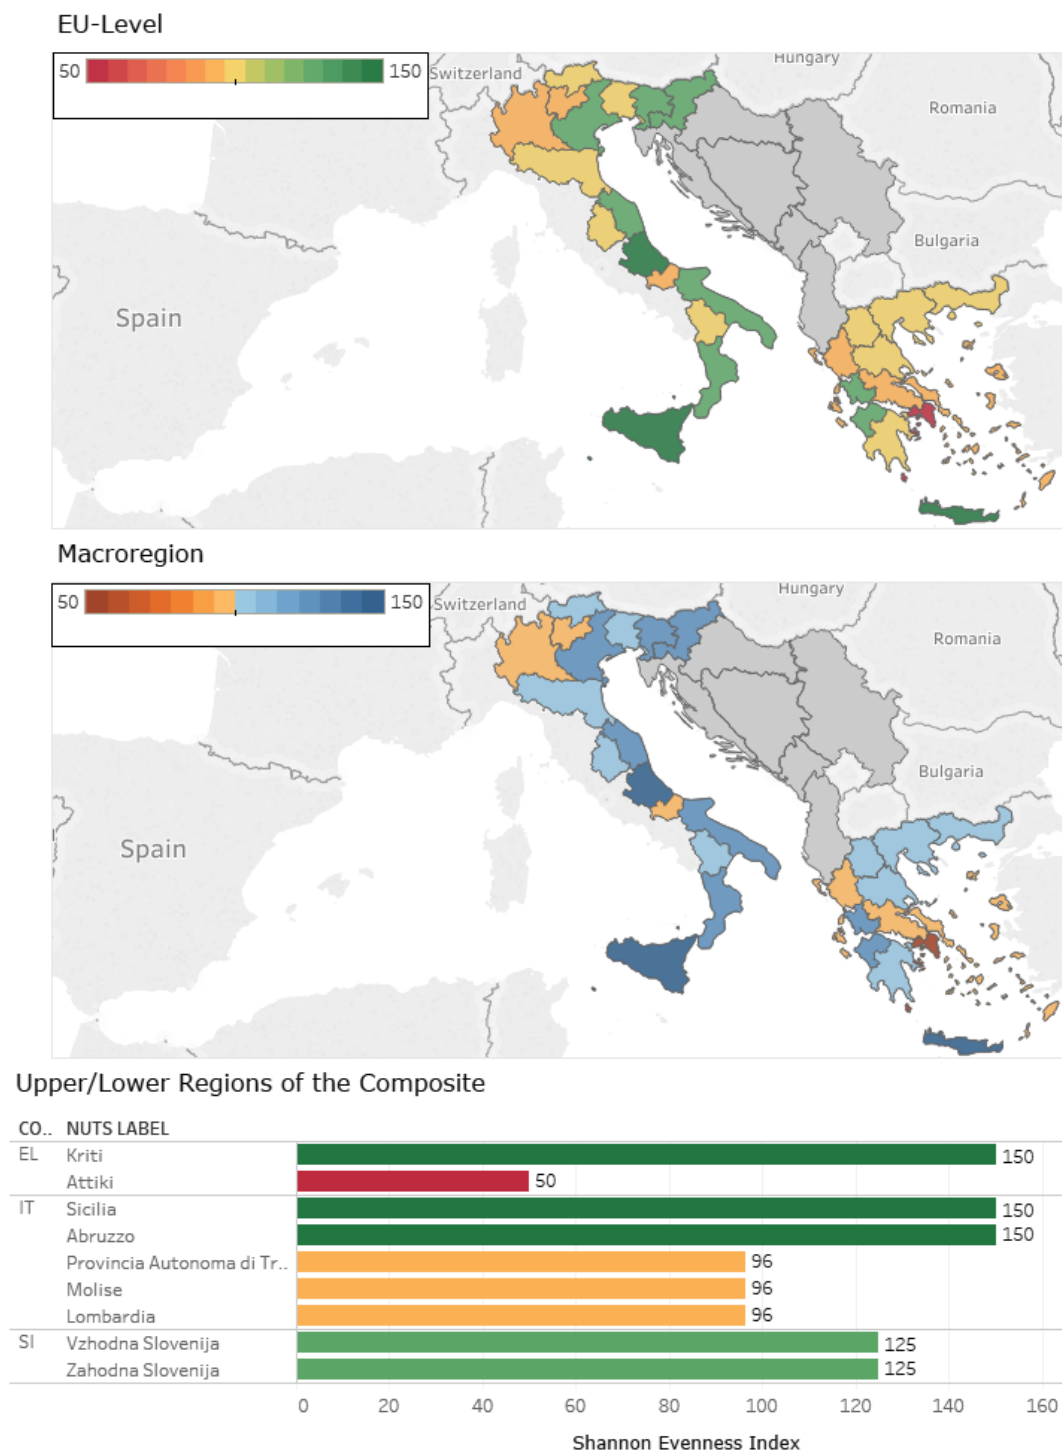 EU-Level
50 150
Switzerland
Hungary
Romania
Bulgaria
Spain
Macroregion
50 150
Switzerland
Hungary
Romania
Bulgaria
Spain
Upper/Lower Regions of the Composite
CO.. NUTS LABEL
EL Kriti 150
Attiki 50
IT Sicilia 150
Abruzzo 150
Provincia Autonoma di Tr.. 96
Molise 96
Lombardia 96
SI Vzhodna Slovenija 125
Zahodna Slovenija 125
0 20 40 60 80 100 120 140 160
Shannon Evenness Index